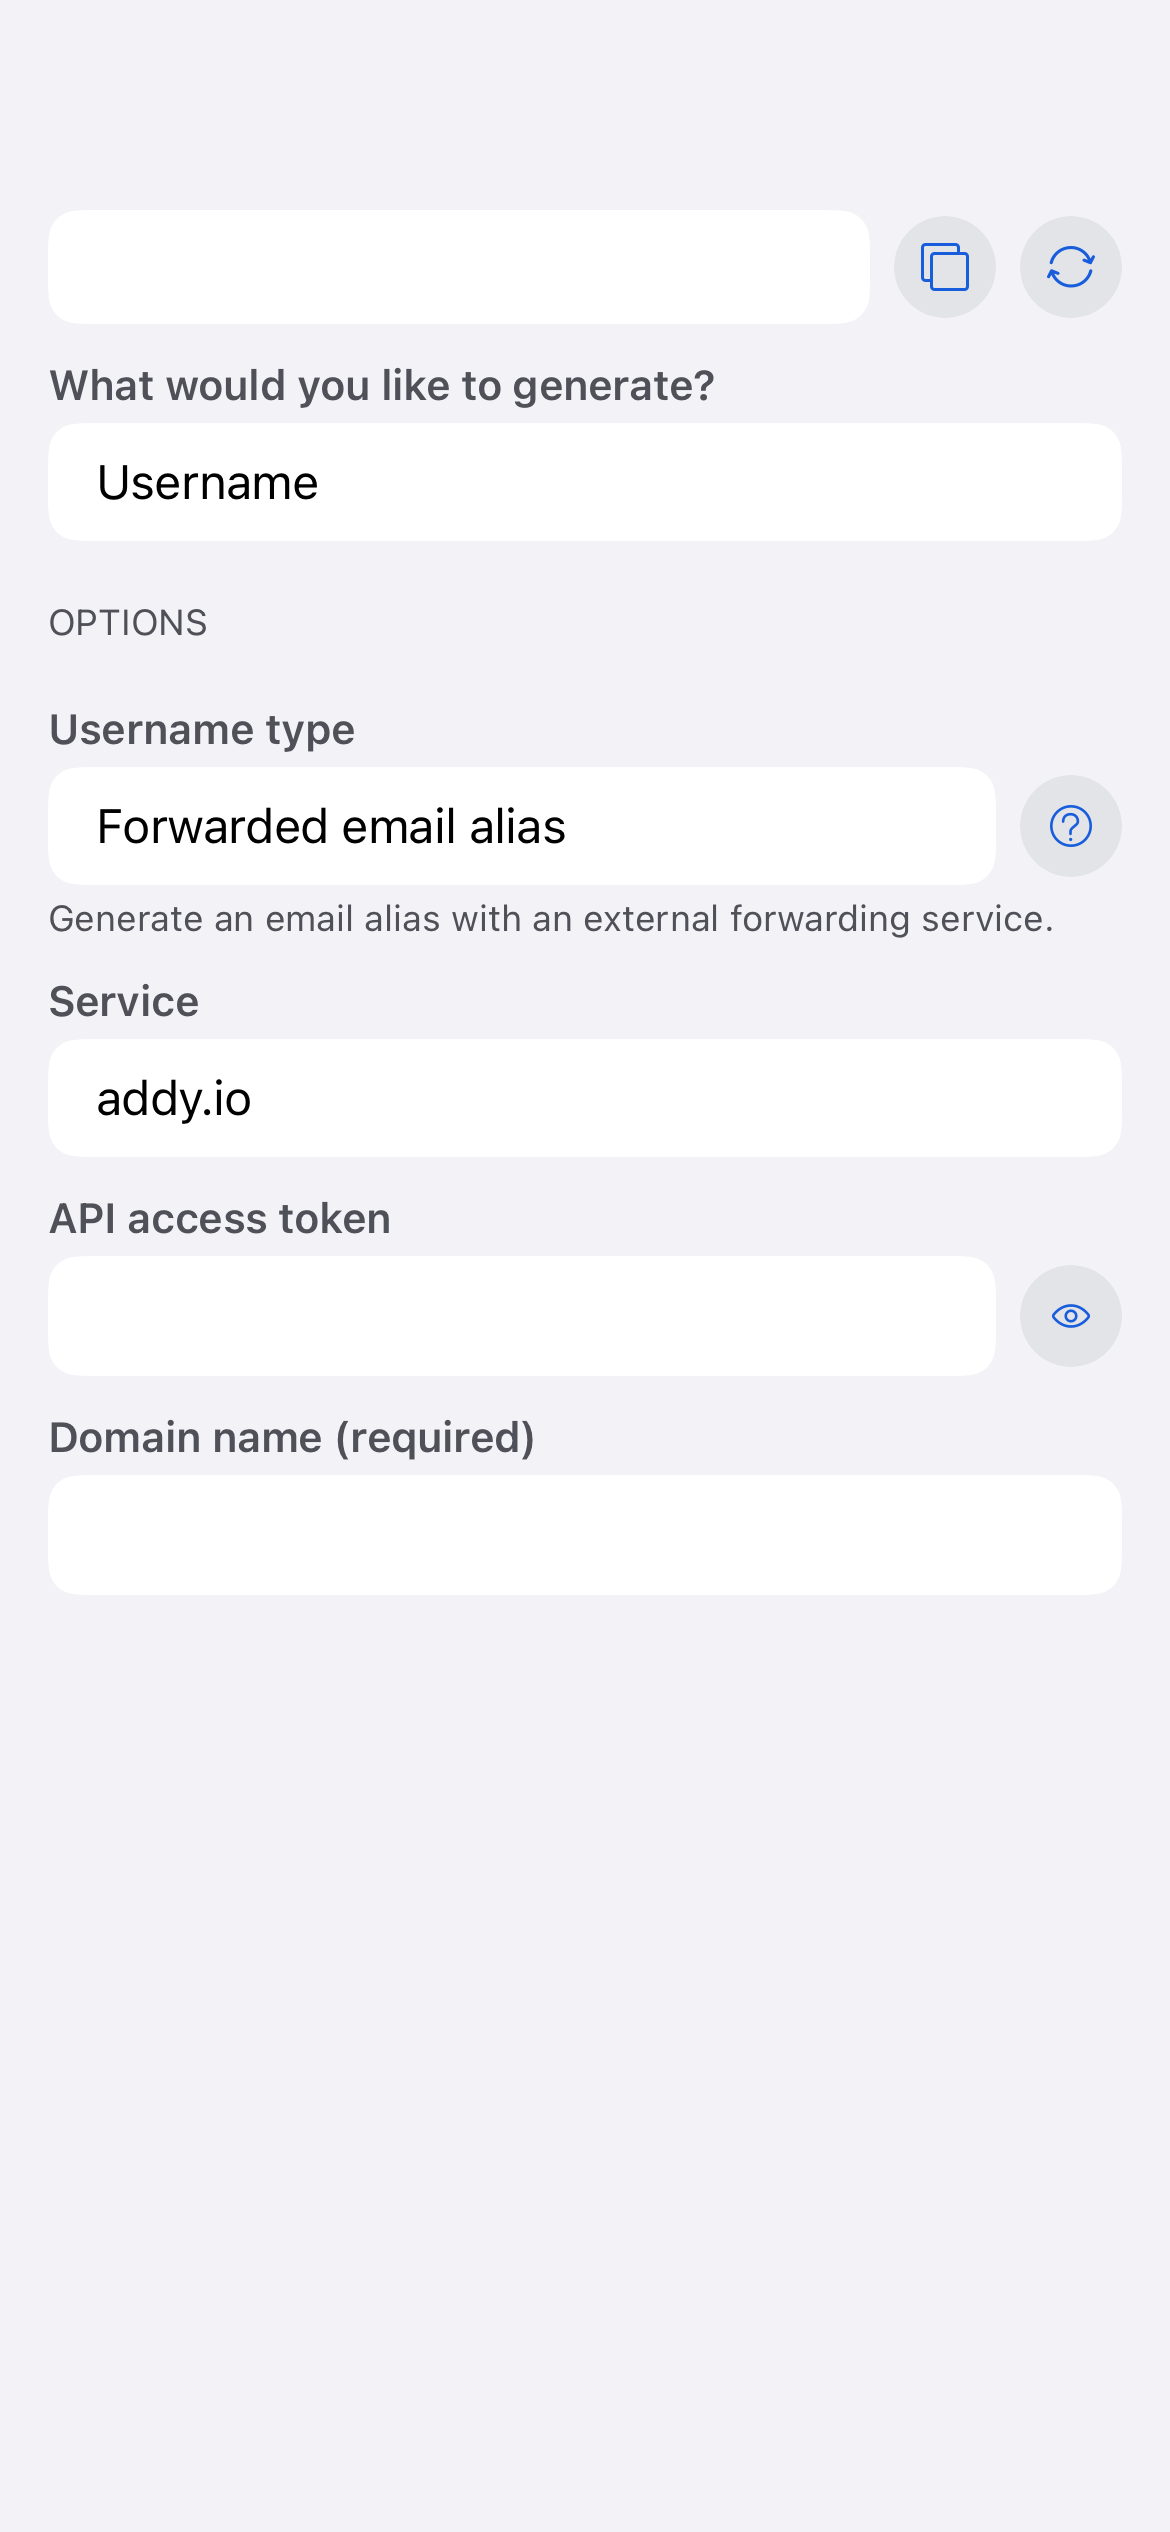 What would you like to generate?
Username
OPTIONS
Username type
Forwarded email alias
Generate an email alias with an external forwarding service.
Service
addy.io
API access token
Domain name (required)